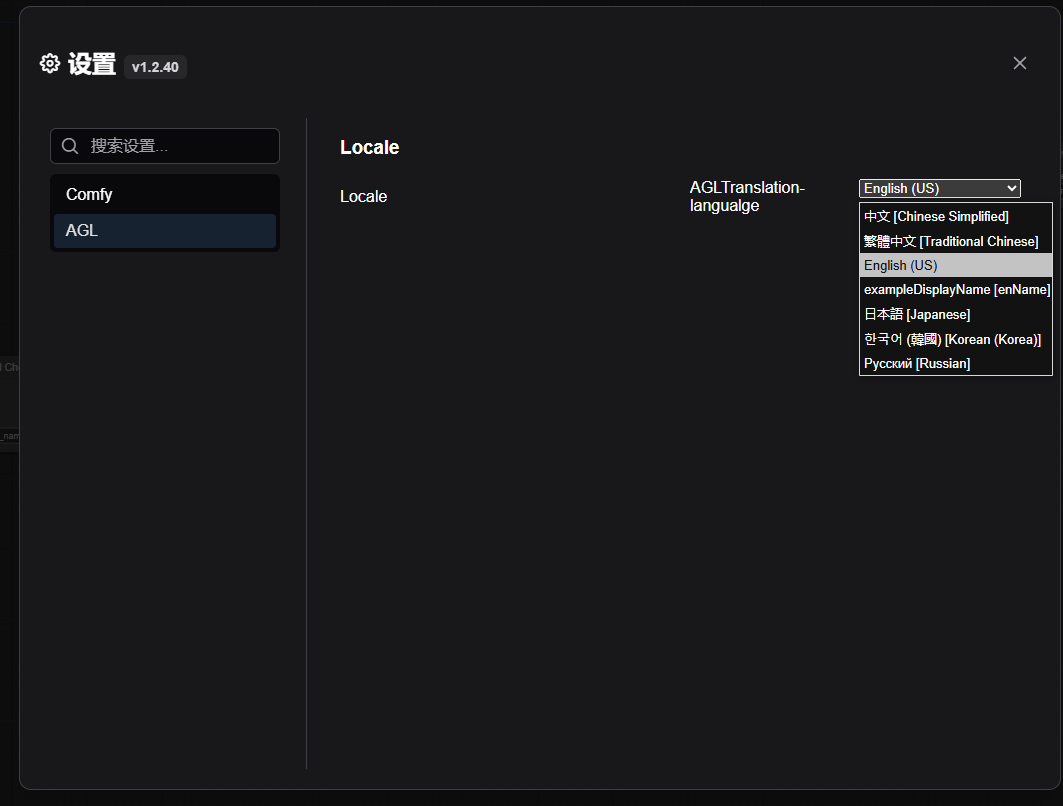 设置 v1.2.40
搜索设置...
Comfy
AGL
Locale
Locale
AGLTranslation-
langualge
English (US)
中文 [Chinese Simplified]
繁體中文 [Traditional Chinese]
English (US)
exampleDisplayName [enName]
日本語 [Japanese]
한국어 (韓國) [Korean (Korea)]
Русский [Russian]